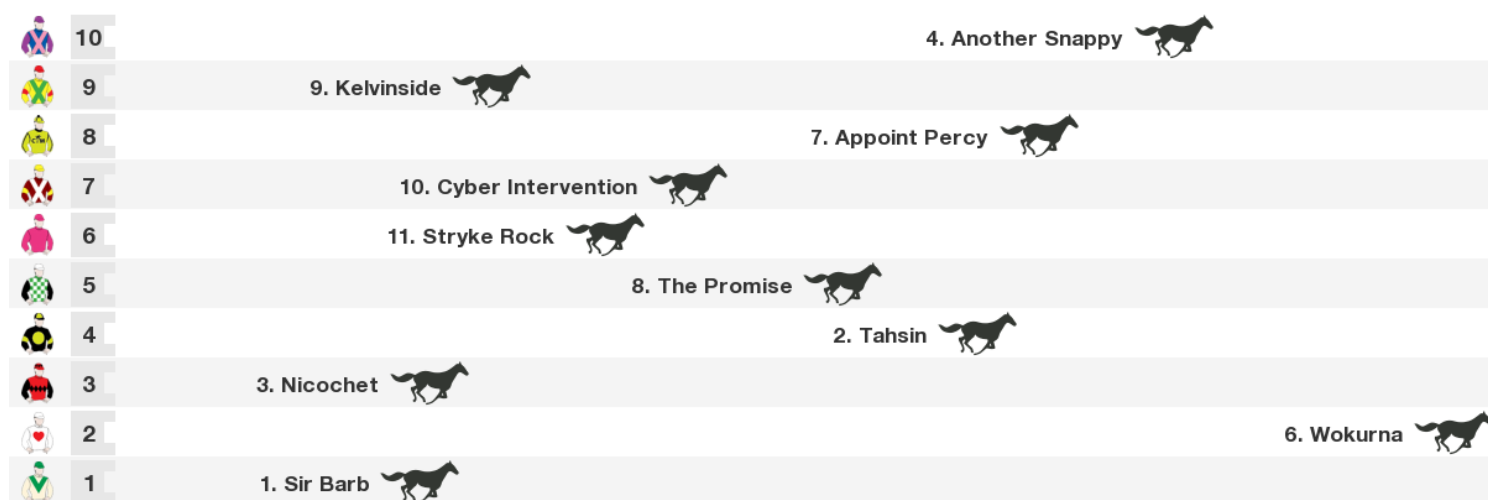 10 4. Another Snappy
9 9. Kelvinside
8 7. Appoint Percy
7 10. Cyber Intervention
6 11. Stryke Rock
5 8. The Promise
4 2. Tahsin
3 3. Nicochet
2 6. Wokurna
1 1. Sir Barb